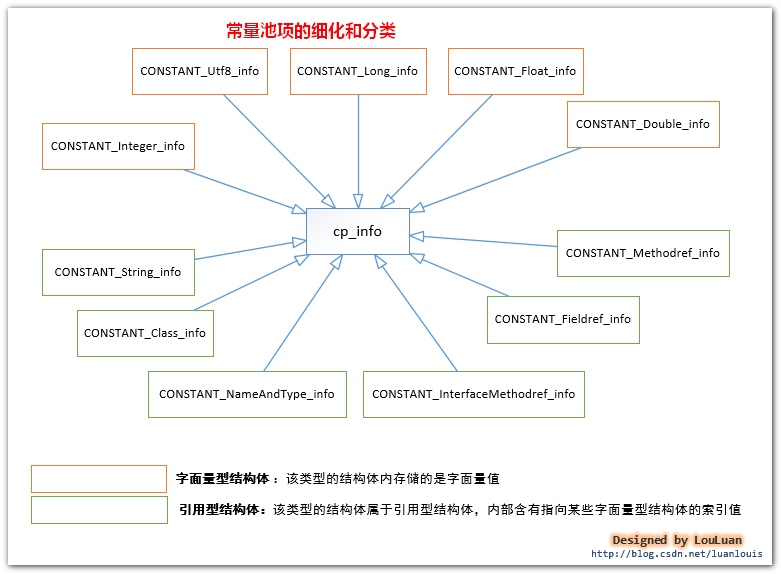 常量池项的细化和分类
CONSTANT_Utf8_info
CONSTANT_Long_info
CONSTANT_Float_info
CONSTANT_Double_info
CONSTANT_Integer_info
cp_info
CONSTANT_Methodref_info
CONSTANT_String_info
CONSTANT_Fieldref_info
CONSTANT_Class_info
CONSTANT_NameAndType_info
CONSTANT_InterfaceMethodref_info
字面量型结构体：该类型的结构体内存储的是字面量值
引用型结构体：该类型的结构体属于引用型结构体，内部含有指向某些字面量型结构体的索引值
Designed by LouLuan
http://blog.csdn.net/luanlouis